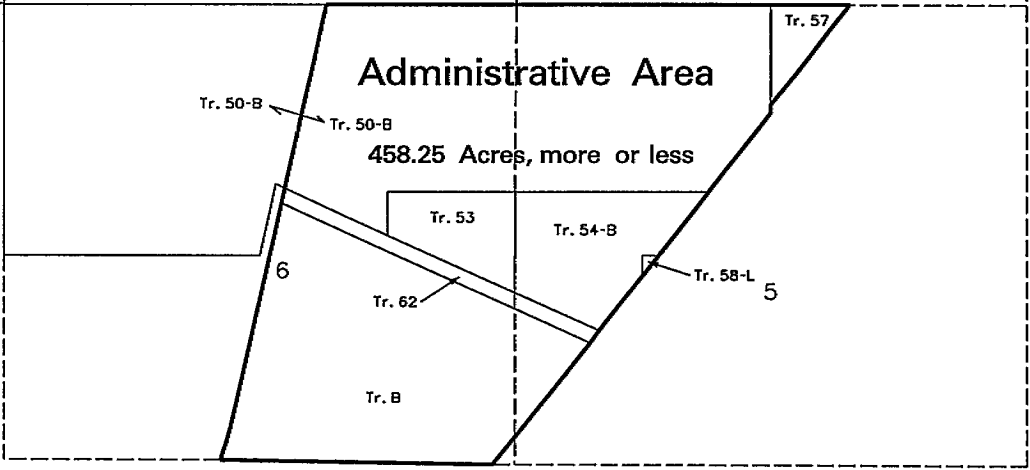 Tr. 57
Administrative Area
Tr. 50-B
Tr. 50-B
458.25 Acres, more or less
Tr. 53
Tr. 54-B
6
Tr. 58-L
5
Tr. 62
Tr. B